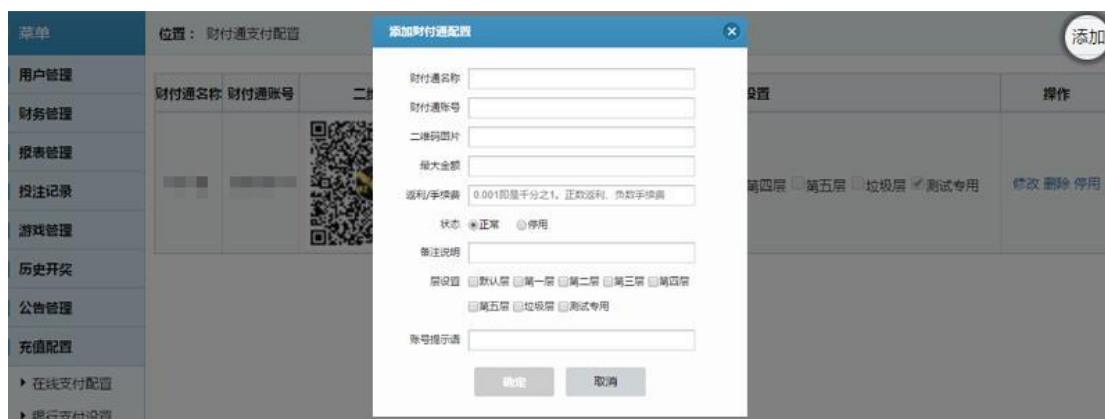 菜单
位置： 财付通支付配置
添加
用户管理
财务管理
报表管理
投注记录
游戏管理
历史开奖
公告管理
充值配置
在线支付配置
银行支付设置
财付通名称 财付通账号
设置 操作
第四层 第五层 垃圾层 测试专用 修改 删除 停用
添加财付通配置
财付通名称
财付通账号
二维码图片
最大金额
返利/手续费 0.001即是千分之1，正数返利、负数手续费
状态 正常 停用
备注说明
层设置 默认层 第一层 第二层 第三层 第四层
第五层 垃圾层 测试专用
账号提示语
确定 取消